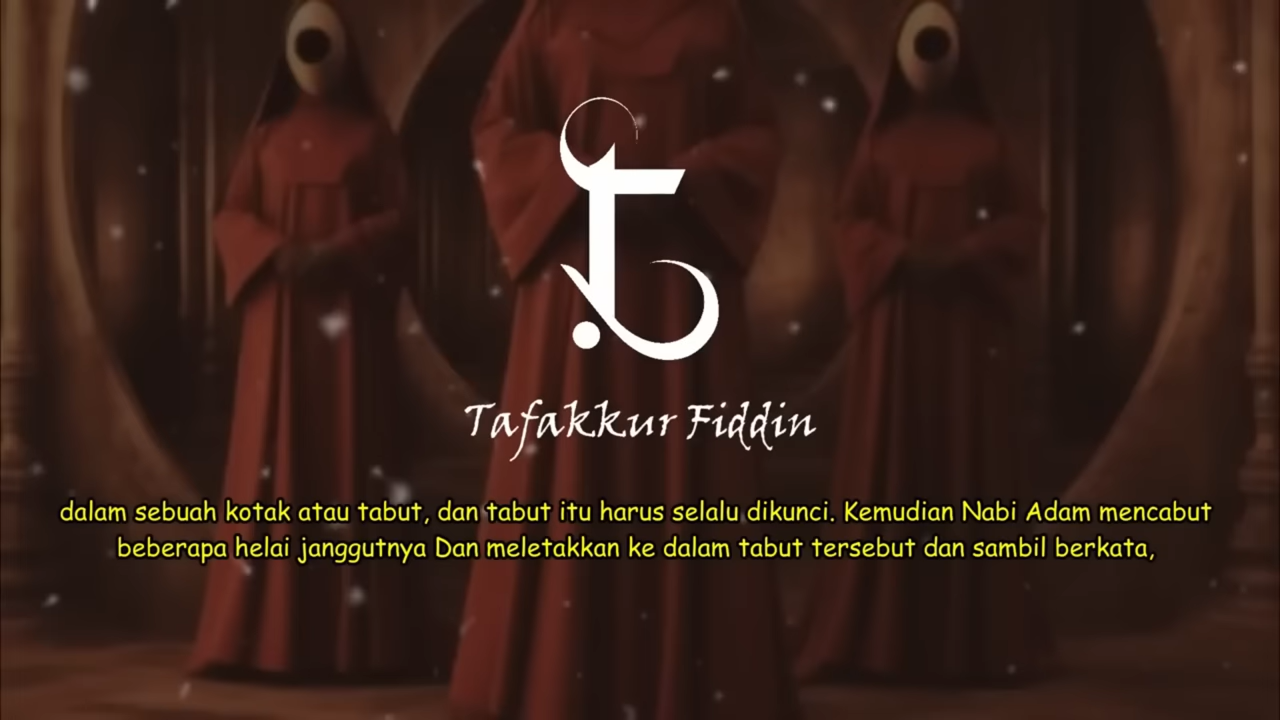 Tafakkur Fiddin
dalam sebuah kotak atau tabut, dan tabut itu harus selalu dikunci. Kemudian Nabi Adam mencabut
beberapa helai janggutnya Dan meletakkan ke dalam tabut tersebut dan sambil berkata,